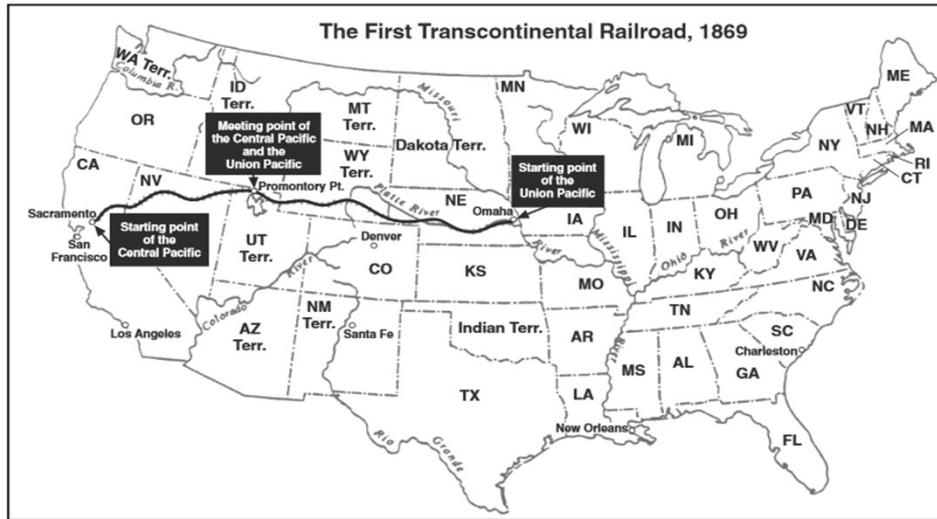 The First Transcontinental Railroad, 1869
WA Terr.
Columbia R.
OR
ID
Terr.
MT
Terr.
WY
Terr.
Dakota Terr.
Missouri
River
MN
WI
MI
ME
VT
NH
MA
NY
RI
CT
PA
NJ
MD
DE
Meeting point
of the Central Pacific
and the
Union Pacific
Promontory Pt.
Starting point
of the
Union Pacific
Omaha
Platte River
NE
IA
CA
NV
Sacramento
San
Francisco
Starting point
of the
Central Pacific
UT
Terr.
Denver
CO
KS
MO
IL
IN
OH
Ohio River
WV
VA
KY
NC
TN
SC
Charleston
GA
AL
MS
Mississippi
River
AR
LA
New Orleans
FL
Los Angeles
Colorado River
AZ
Terr.
NM
Terr.
Santa Fe
Indian Terr.
TX
Rio Grande